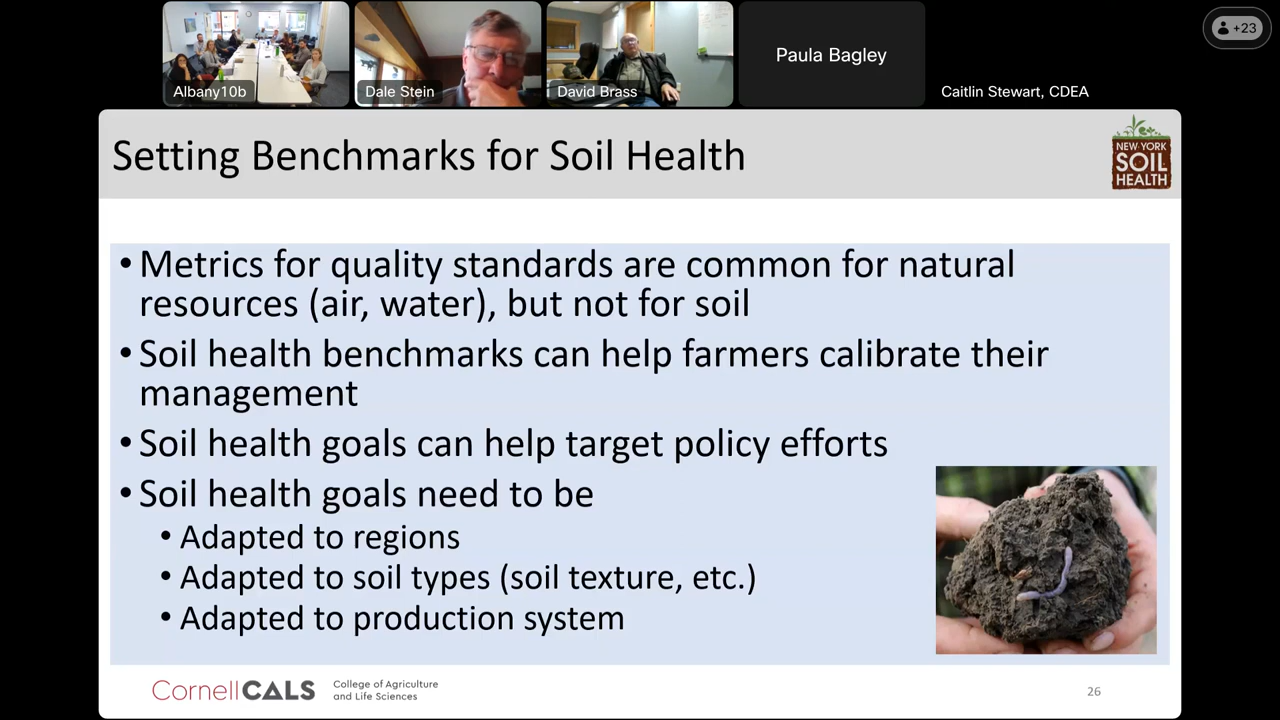 +23
Paula Bagley
Albany10b
Dale Stein
David Brass
Caitlin Stewart, CDEA
Setting Benchmarks for Soil Health
NEW YORK
SOIL
HEALTH
• Metrics for quality standards are common for natural
resources (air, water), but not for soil
• Soil health benchmarks can help farmers calibrate their
management
• Soil health goals can help target policy efforts
• Soil health goals need to be
• Adapted to regions
• Adapted to soil types (soil texture, etc.)
• Adapted to production system
CornellCALS
College of Agriculture
and Life Sciences
26